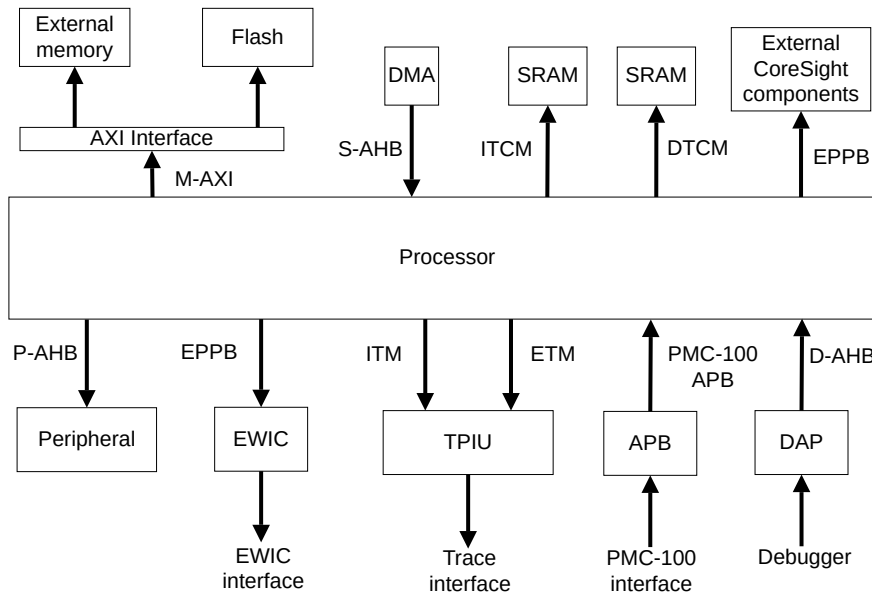 External
memory
Flash
DMA
SRAM
SRAM
External
CoreSight
components
AXI Interface
M-AXI
S-AHB
ITCM
DTCM
EPPB
Processor
P-AHB
EPPB
ITM
ETM
PMC-100
APB
D-AHB
Peripheral
EWIC
TPIU
APB
DAP
EWIC
interface
Trace
interface
PMC-100
interface
Debugger